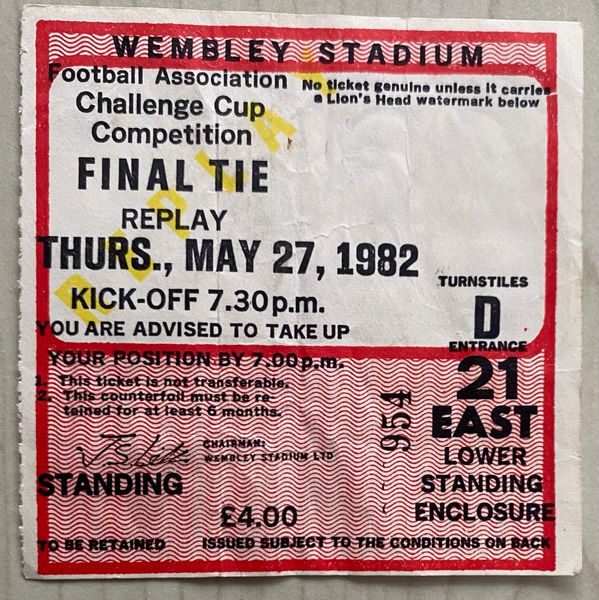 WEMBLEY STADIUM
Football Association
Challenge Cup
Competition
No ticket genuine unless it carries
a Lion's Head watermark below
FINAL TIE
REPLAY
REPLAY
THURS., MAY 27, 1982
KICK-OFF 7.30 p.m.
YOU ARE ADVISED TO TAKE UP
YOUR POSITION BY 7.00 p.m.
TURNSTILES
D
ENTRANCE
21
EAST
LOWER
STANDING
ENCLOSURE
1. This ticket is not transferable.
2. This counterfoil must be re-
tained for at least 6 months.
954
CHAIRMAN:
WEMBLEY STADIUM LTD
STANDING
£4.00
TO BE RETAINED
ISSUED SUBJECT TO THE CONDITIONS ON BACK